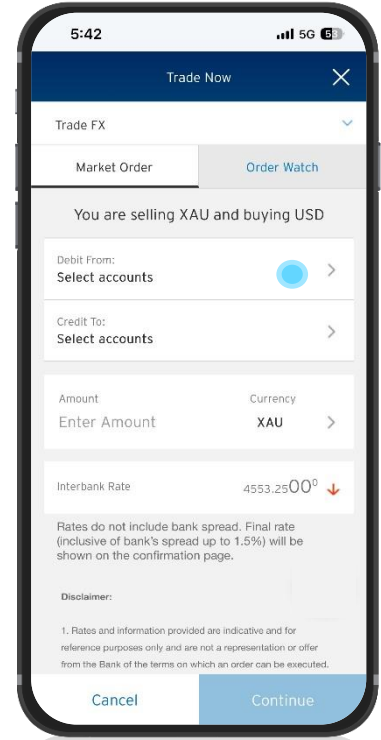 5:42
5G 53
Trade Now
Trade FX
Market Order
Order Watch
You are selling XAU and buying USD
Debit From:
Select accounts
Credit To:
Select accounts
Amount
Currency
Enter Amount
XAU
Interbank Rate
4553.2500⁰
Rates do not include bank spread. Final rate
(inclusive of bank's spread up to 1.5%) will be
shown on the confirmation page.
Disclaimer:
1. Rates and information provided are indicative and for
reference purposes only and are not a representation or offer
from the Bank of the terms on which an order can be executed.
Cancel
Continue